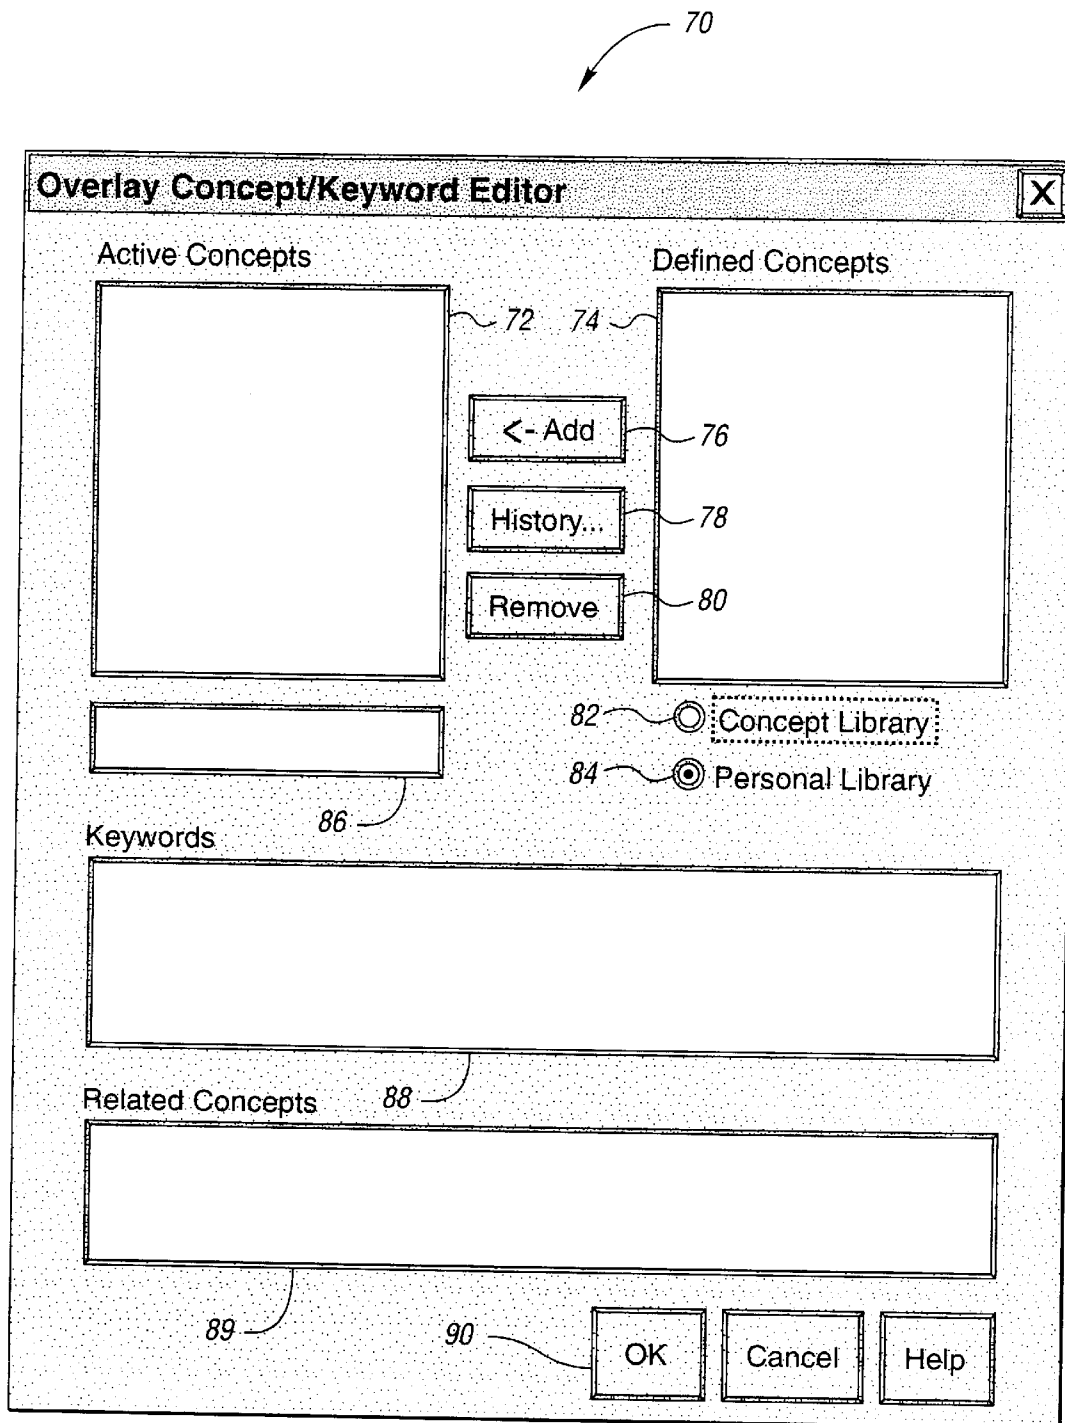 70
Overlay Concept/Keyword Editor X
Active Concepts
Defined Concepts
72 74
<- Add 76
History... 78
Remove 80
82 Concept Library
84 Personal Library
86
Keywords
88
Related Concepts
89
90 OK Cancel Help